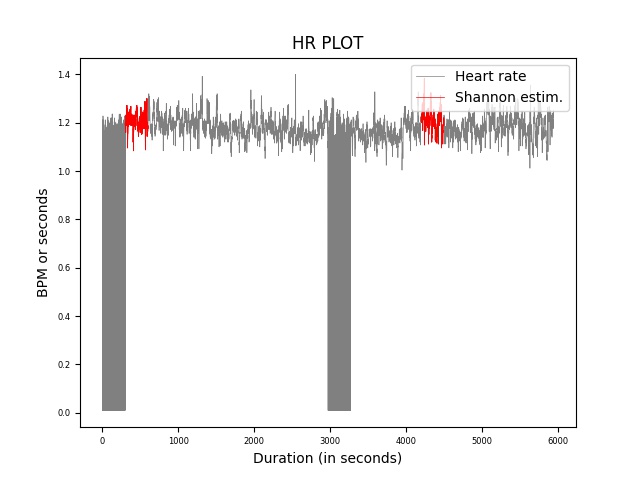 HR PLOT
Heart rate
Shannon estim.
BPM or seconds
1.4
1.2
1.0
0.8
0.6
0.4
0.2
0.0
0 1000 2000 3000 4000 5000 6000
Duration (in seconds)